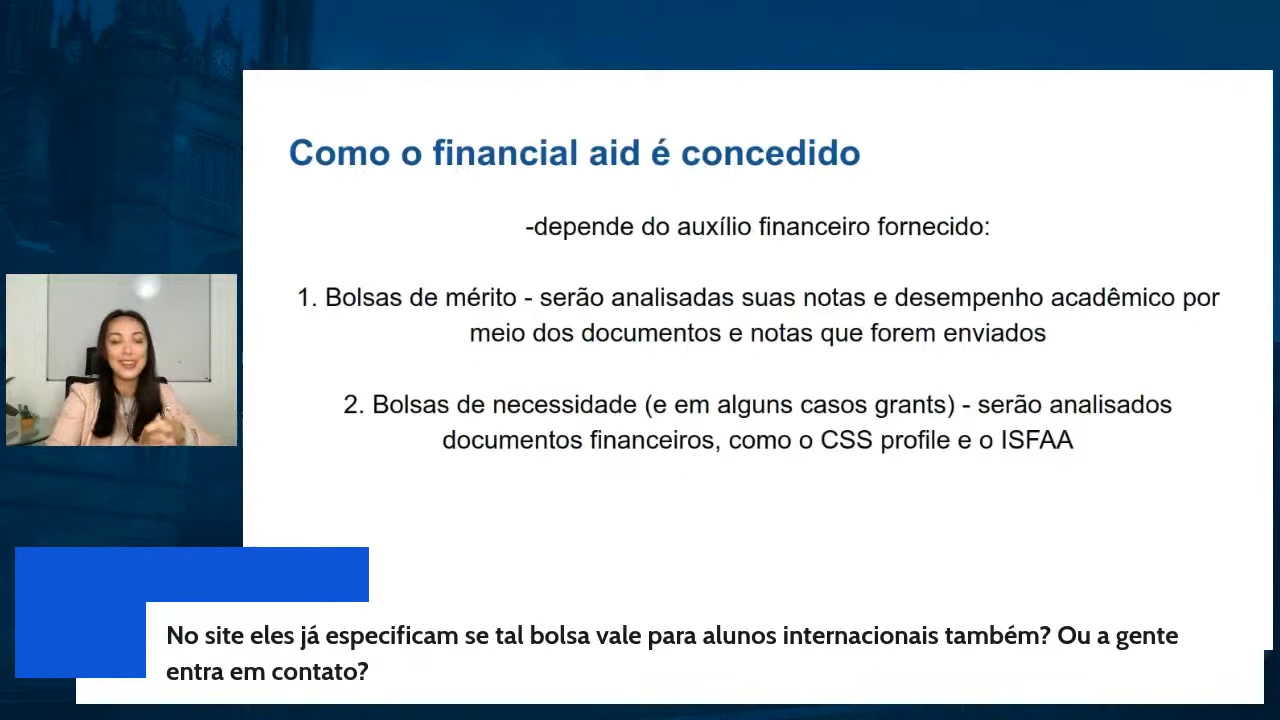 Como o financial aid é concedido
-depende do auxílio financeiro fornecido:
1. Bolsas de mérito - serão analisadas suas notas e desempenho acadêmico por
meio dos documentos e notas que forem enviados
2. Bolsas de necessidade (e em alguns casos grants) - serão analisados
documentos financeiros, como o CSS profile e o ISFAA
No site eles já especificam se tal bolsa vale para alunos internacionais também? Ou a gente
entra em contato?